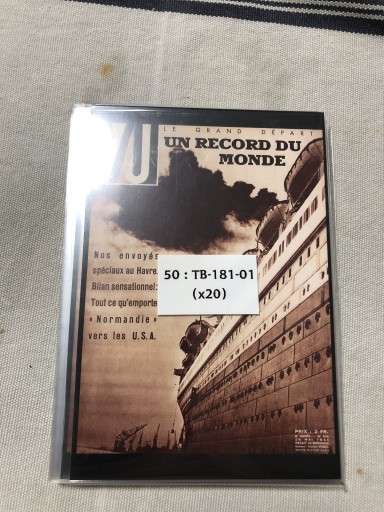 VU
LE GRAND DÉPART
UN RECORD DU
MONDE
Nos envoyés
spéciaux au Havre.
Bilan sensationnel:
Tout ce qu'emporte
« Normandie »
vers les U.S.A.
50 : TB-181-01
(x20)
PRIX : 2 FR.